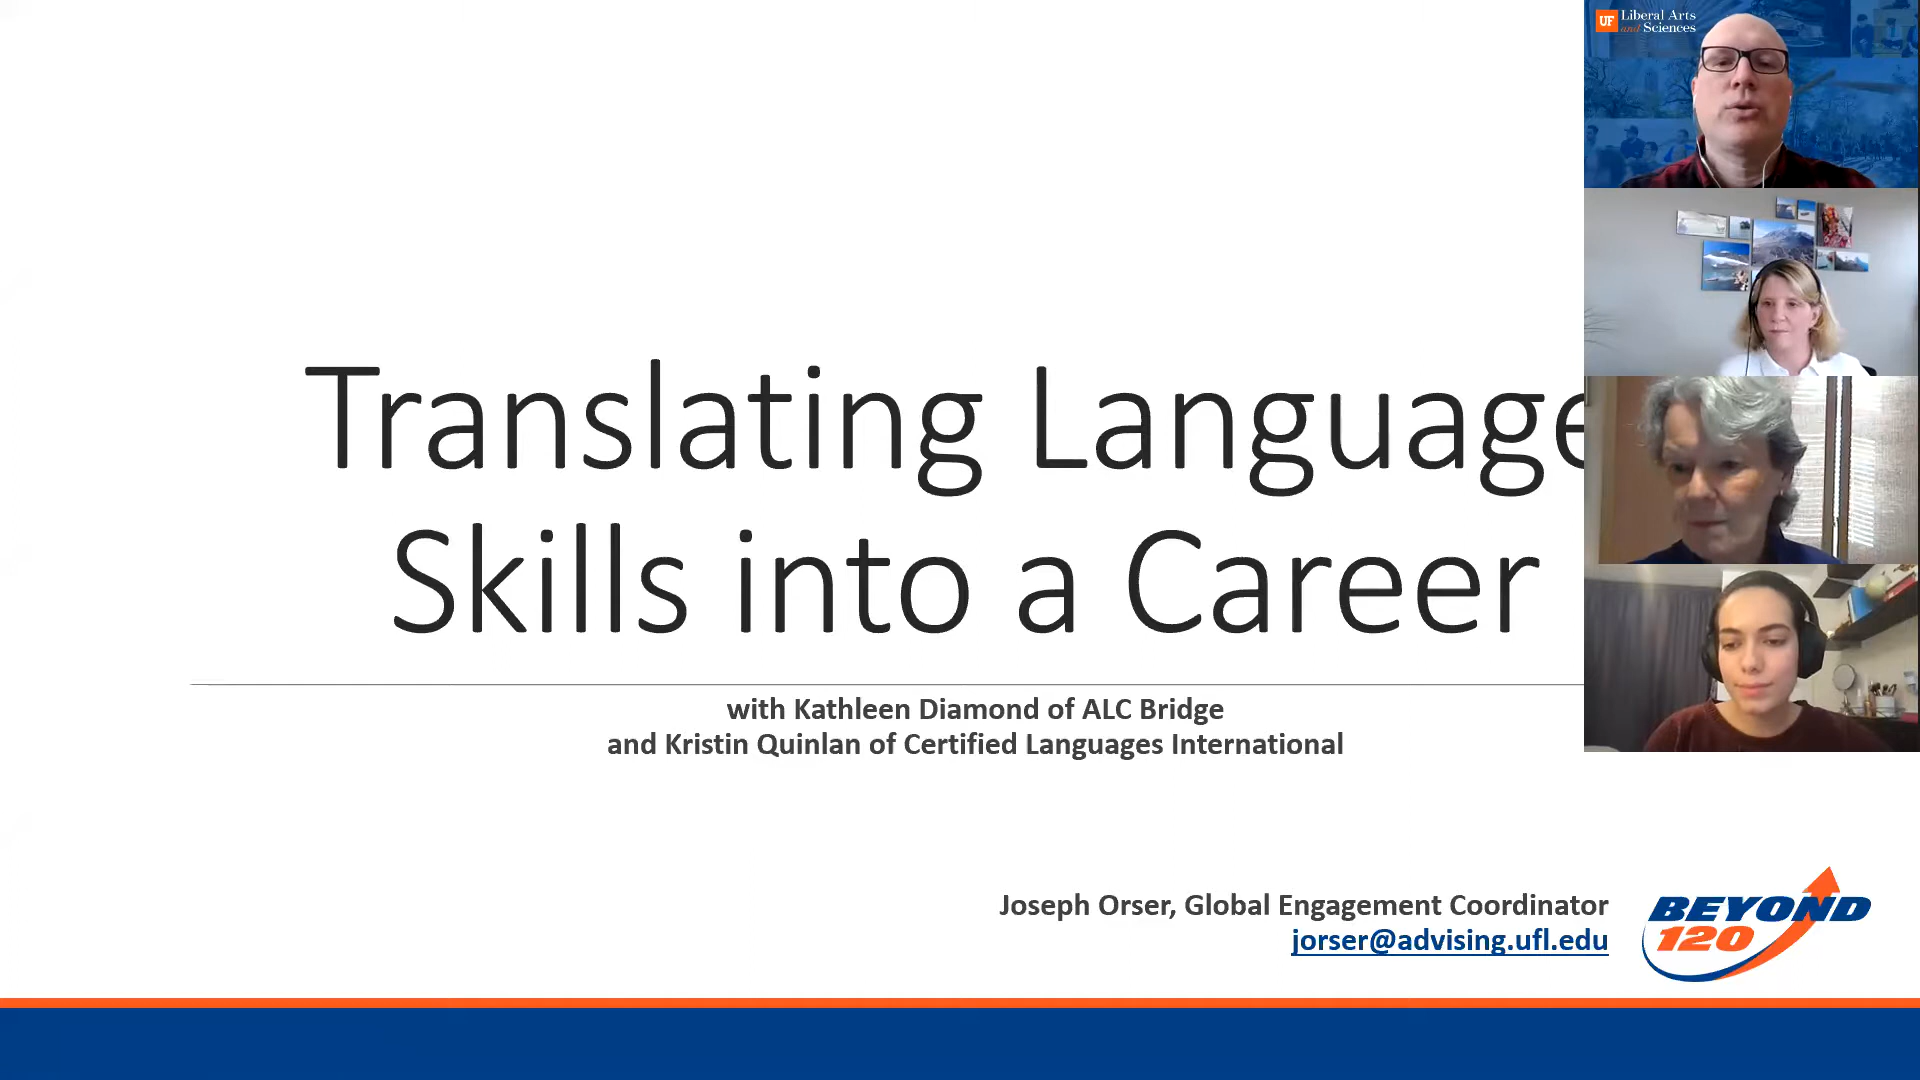 Translating Language
Skills into a Career
with Kathleen Diamond of ALC Bridge
and Kristin Quinlan of Certified Languages International
Joseph Orser, Global Engagement Coordinator
jorser@advising.ufl.edu
BEYOND
120
UF Liberal Arts
and Sciences